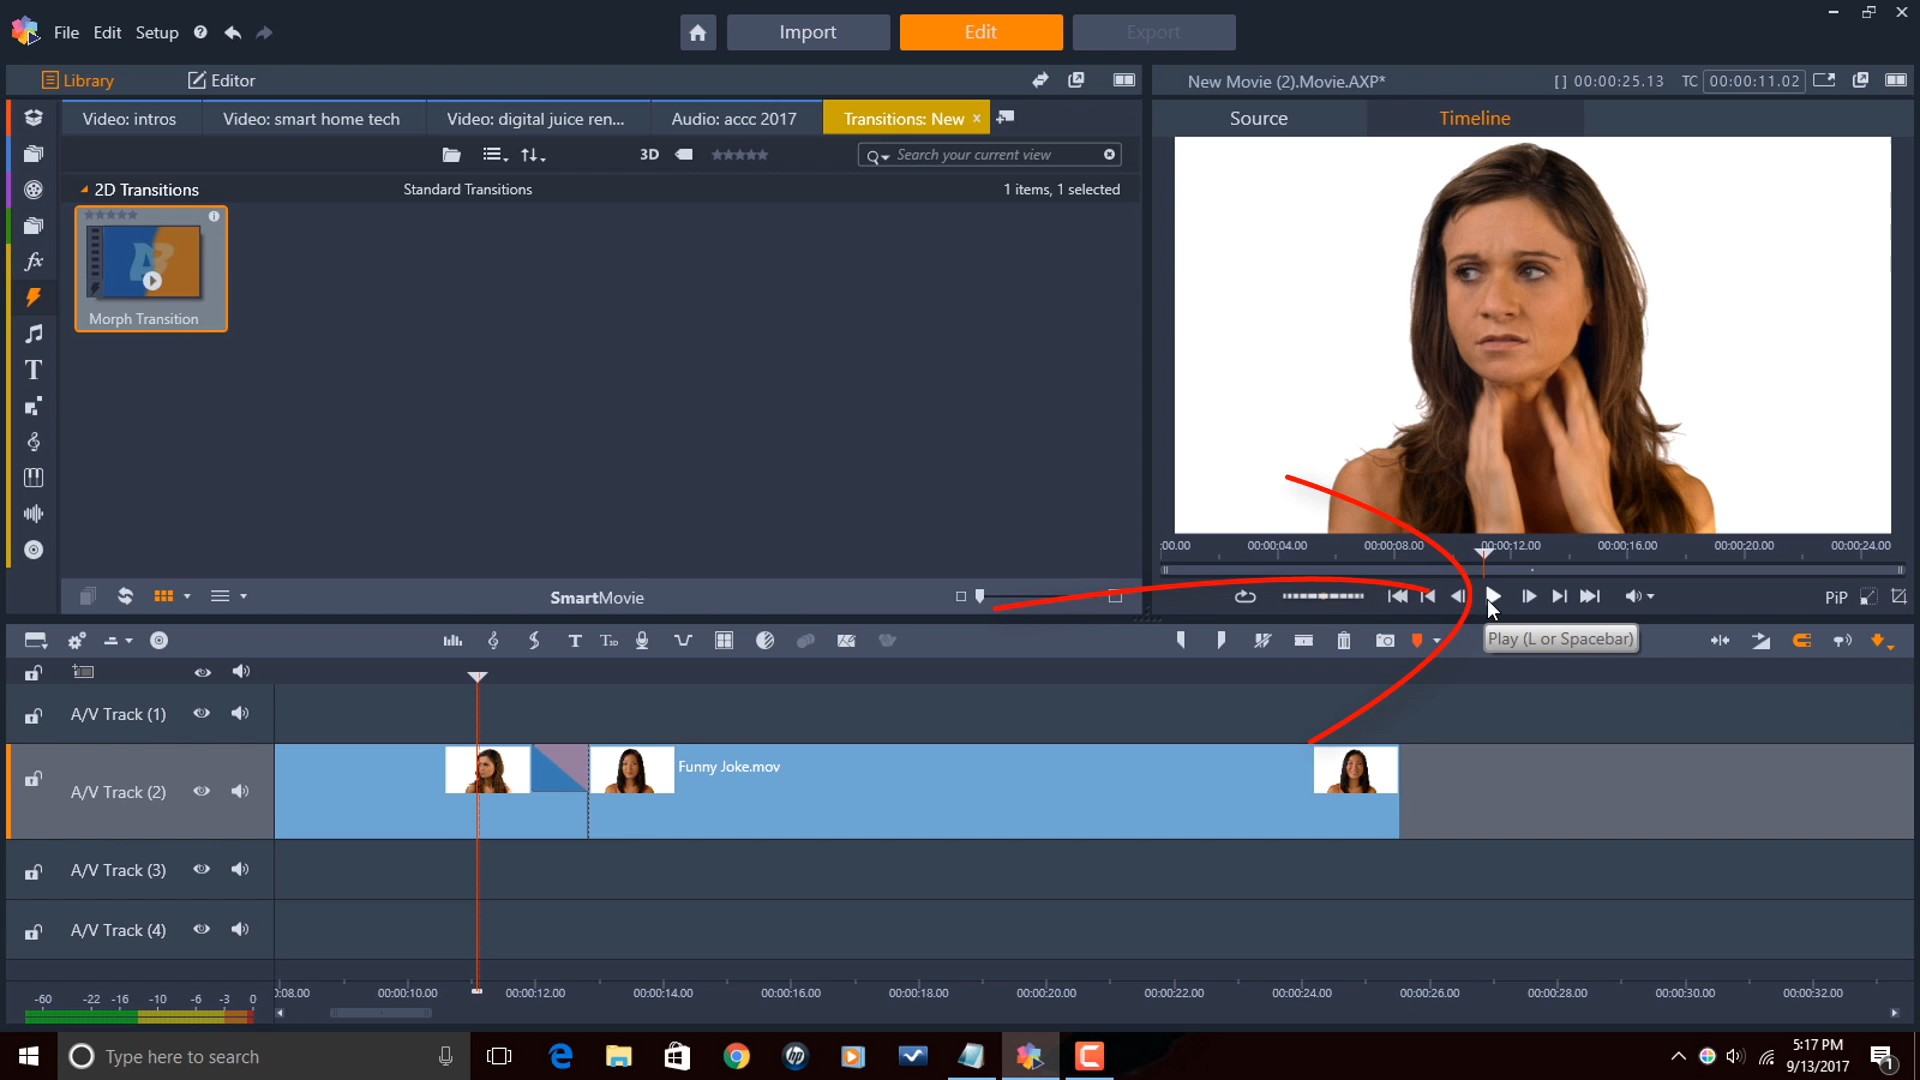 File Edit Setup
Import
Edit
Export
Library
Editor
New Movie (2).Movie.AXP*
[ ] 00:00:25.13
TC 00:00:11.02
Video: intros
Video: smart home tech
Video: digital juice ren...
Audio: accc 2017
Transitions: New ×
Source
Timeline
3D
Search your current view
2D Transitions
Standard Transitions
1 items, 1 selected
Morph Transition
:00.00 00:00:04.00 00:00:08.00 00:00:12.00 00:00:16.00 00:00:20.00 00:00:24.00
SmartMovie
PiP
Play (L or Spacebar)
A/V Track (1)
A/V Track (2)
Funny Joke.mov
A/V Track (3)
A/V Track (4)
-60 -22 -16 -10 -6 -3 0
):08.00 00:00:10.00 00:00:12.00 00:00:14.00 00:00:16.00 00:00:18.00 00:00:20.00 00:00:22.00 00:00:24.00 00:00:26.00 00:00:28.00 00:00:30.00 00:00:32.00
Type here to search
5:17 PM
9/13/2017
1